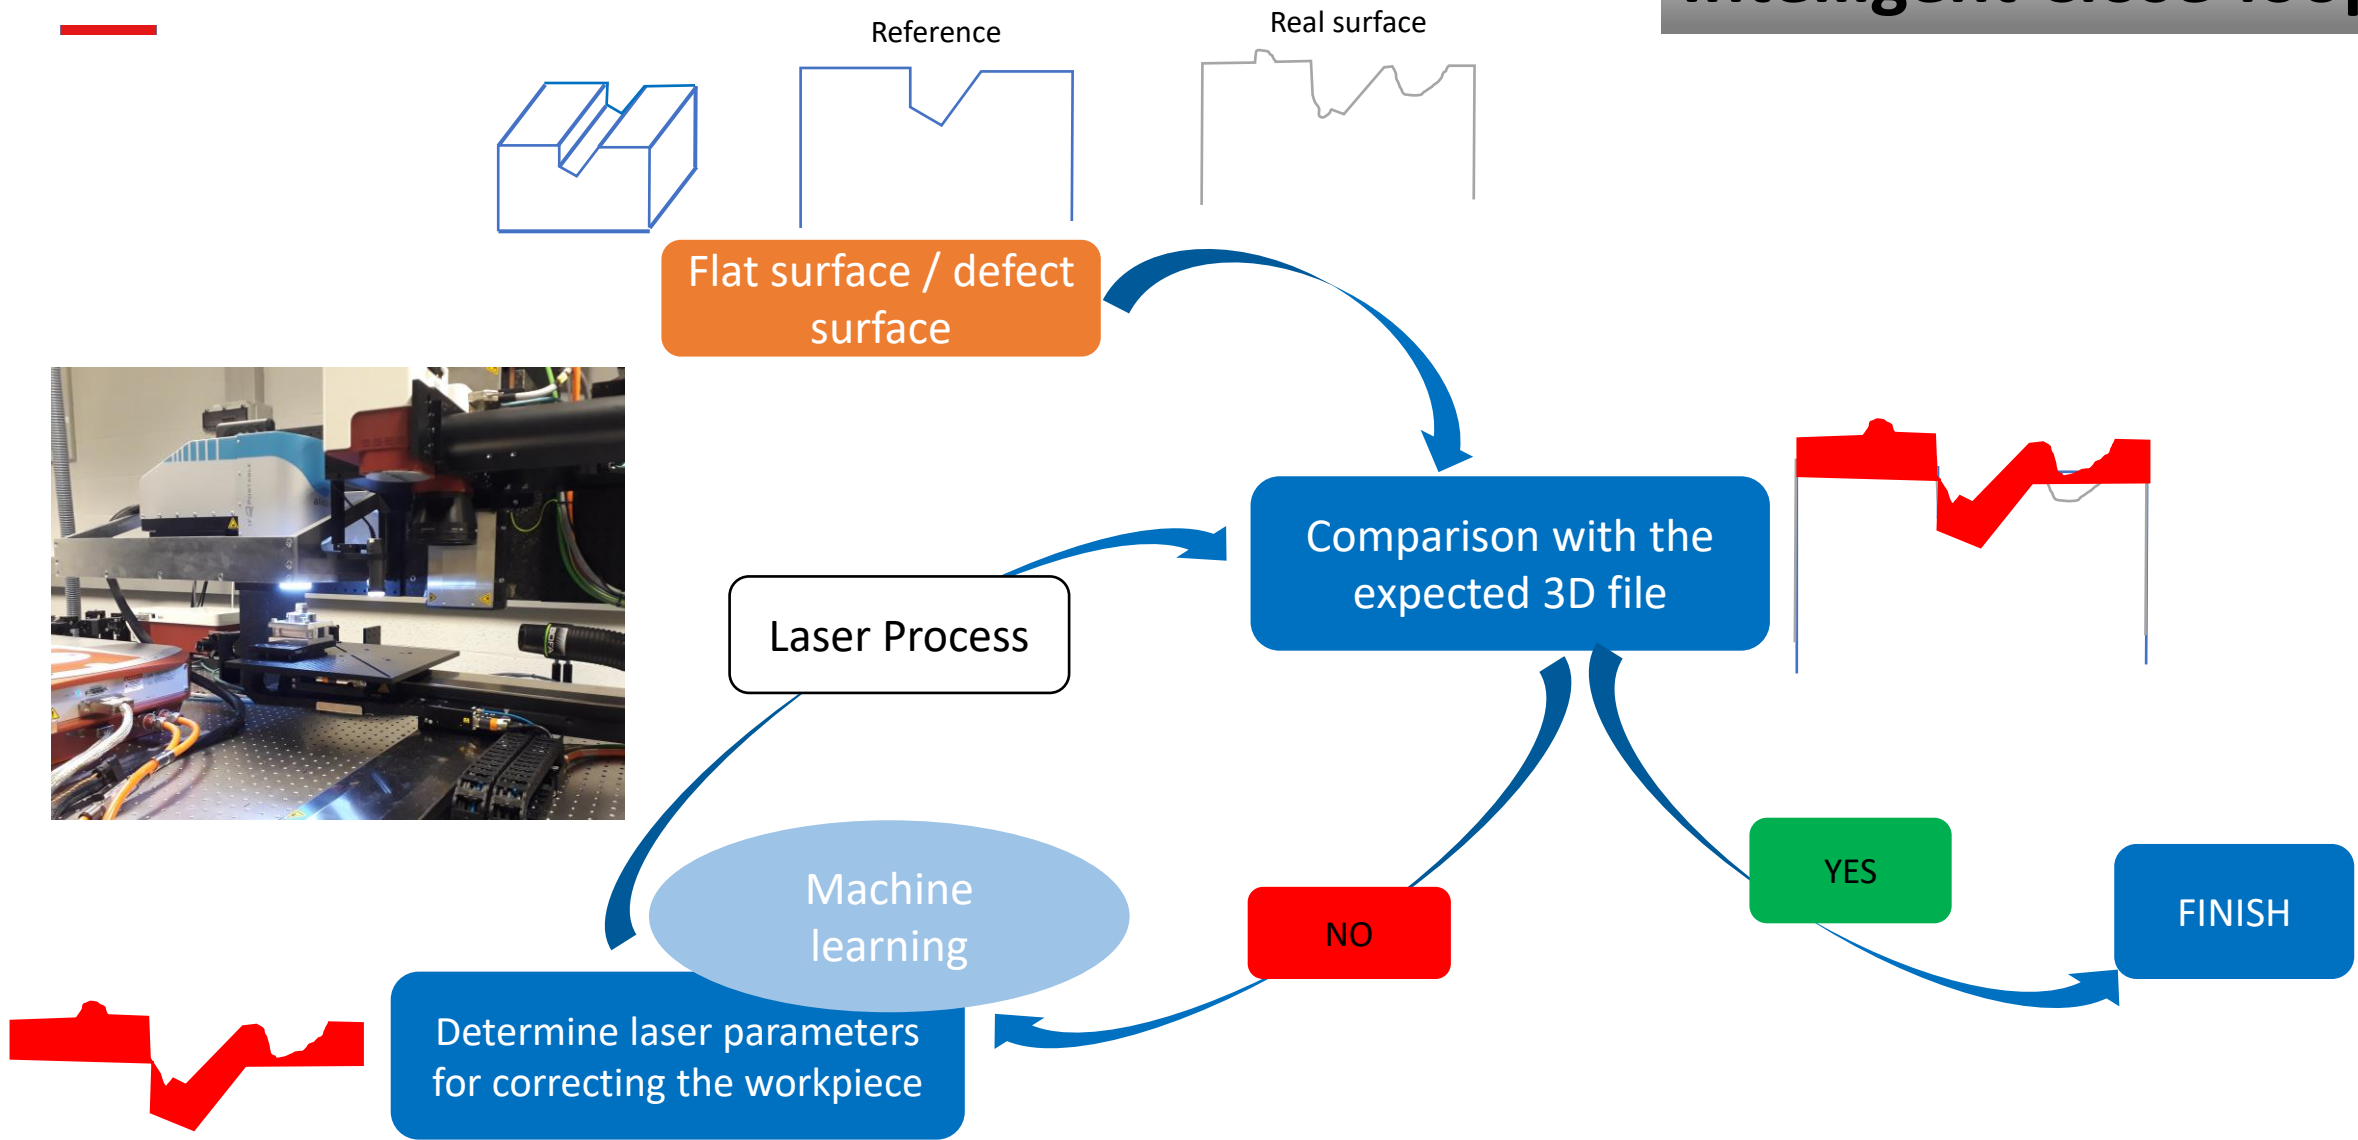 Reference
Real surface
Flat surface / defect
surface
Comparison with the
expected 3D file
Laser Process
Machine
learning
YES
NO
FINISH
Determine laser parameters
for correcting the workpiece